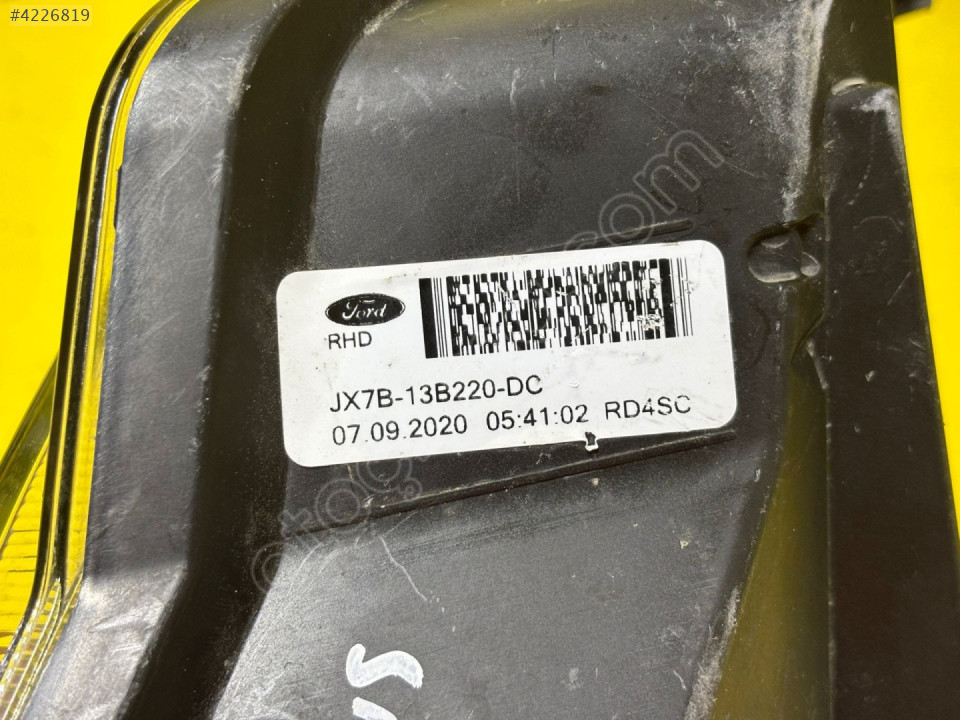 #4226819
Ford
RHD
JX7B-13B220-DC
07.09.2020 05:41:02 RD4SC